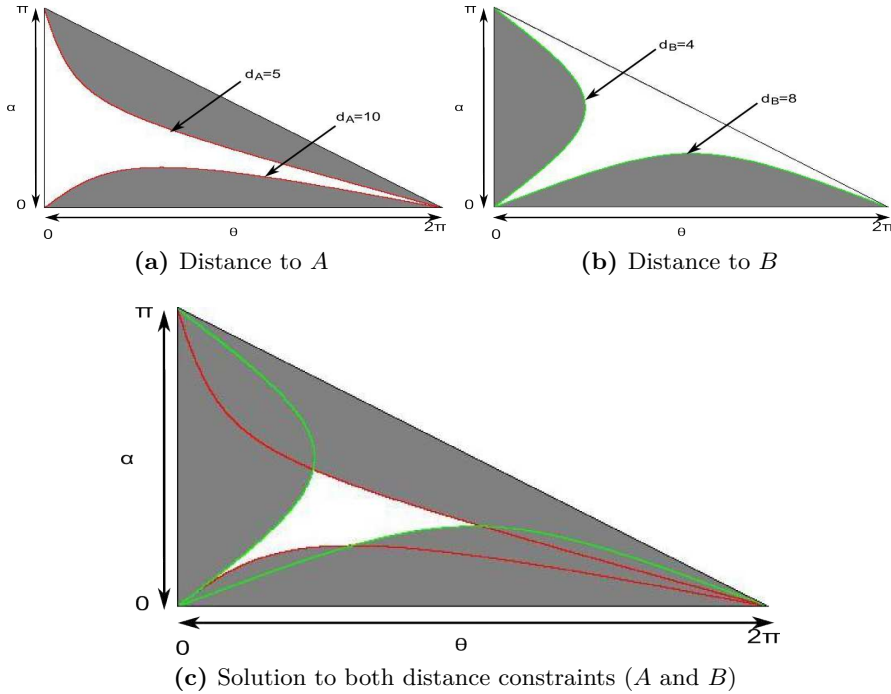 π
α
0
0
θ
2π
d_A=5
d_A=10
(a) Distance to A
π
α
0
0
θ
2π
d_B=4
d_B=8
(b) Distance to B
π
α
0
0
θ
2π
(c) Solution to both distance constraints (A and B)